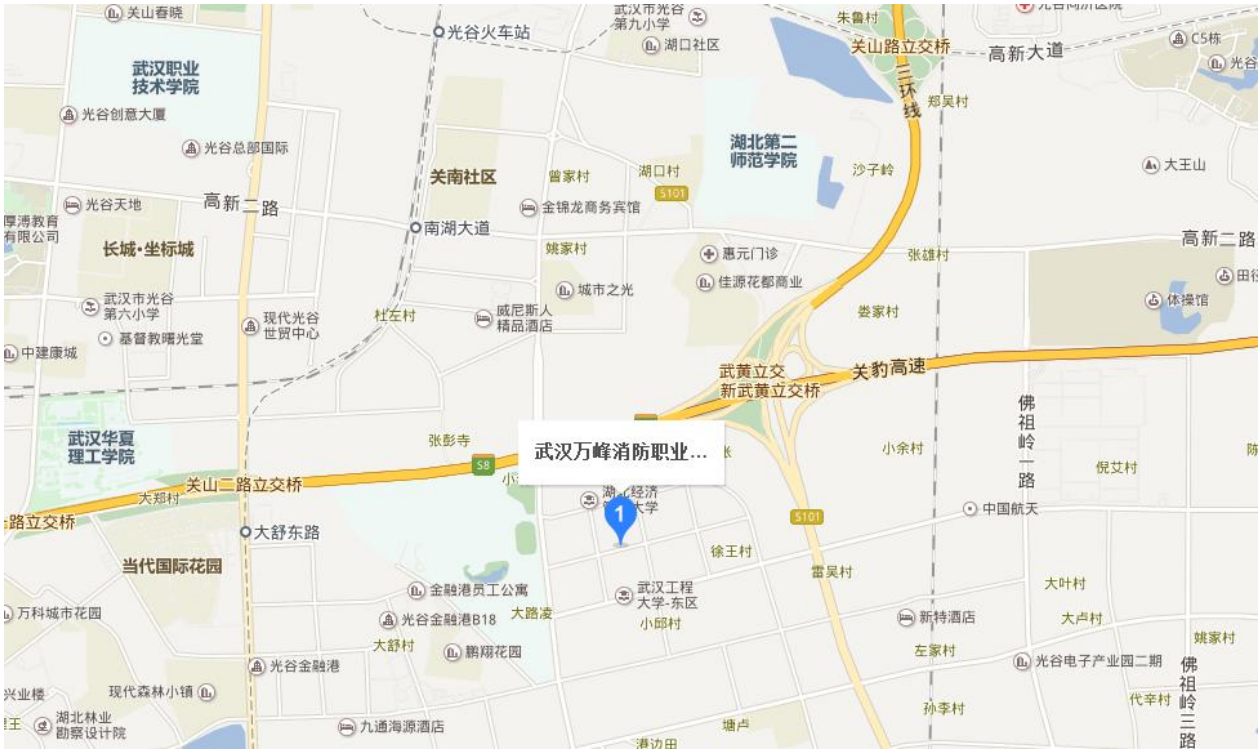 关山春晓
光谷火车站
武汉市光谷
第九小学
湖口社区
朱鲁村
关山路立交桥
高新大道
C5栋
光谷
武汉职业
技术学院
光谷创意大厦
光谷总部国际
二环线
郑吴村
湖北第二
师范学院
关南社区
曾家村
湖口村
S101
沙子岭
大王山
光谷天地
高新二路
金锦龙商务宾馆
厚溥教育
有限公司
长城·坐标城
南湖大道
姚家村
惠元门诊
张雄村
高新二路
佳源花都商业
城市之光
田径
体操馆
武汉市光谷
第六小学
现代光谷
世贸中心
杜左村
威尼斯人
精品酒店
娄家村
基督教曙光堂
中建康城
武黄立交
新武黄立交桥
关豹高速
佛祖岭一路
武汉华夏
理工学院
张彭寺
武汉万峰消防职业...
小余村
倪艾村
陈
S8
关山二路立交桥
大郑村
路立交桥
湖北经济
大学
1
S101
中国航天
大舒东路
徐王村
雷吴村
当代国际花园
金融港员工公寓
武汉工程
大学-东区
大叶村
万科城市花园
光谷金融港B18
大路凌
小邱村
新特酒店
大卢村
大舒村
鹏翔花园
左家村
姚家村
光谷金融港
光谷电子产业园二期
佛祖岭三路
兴业楼
现代森林小镇
代辛村
孙李村
湖北林业
勘察设计院
九通海源酒店
塘卢
港边田